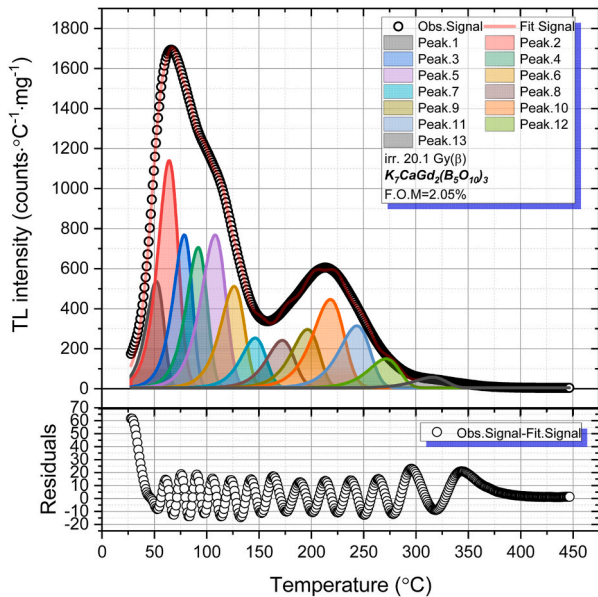 TL intensity (counts·°C⁻¹·mg⁻¹)
1800
1600
1400
1200
1000
800
600
400
200
0
Obs.Signal Fit Signal
Peak.1 Peak.2
Peak.3 Peak.4
Peak.5 Peak.6
Peak.7 Peak.8
Peak.9 Peak.10
Peak.11 Peak.12
Peak.13
irr. 20.1 Gy(β)
K₇CaGd₂(B₅O₁₀)₃
F.O.M=2.05%
Residuals
70
60
50
40
30
20
10
0
-10
-20
Obs.Signal-Fit.Signal
0 50 100 150 200 250 300 350 400 450
Temperature (°C)